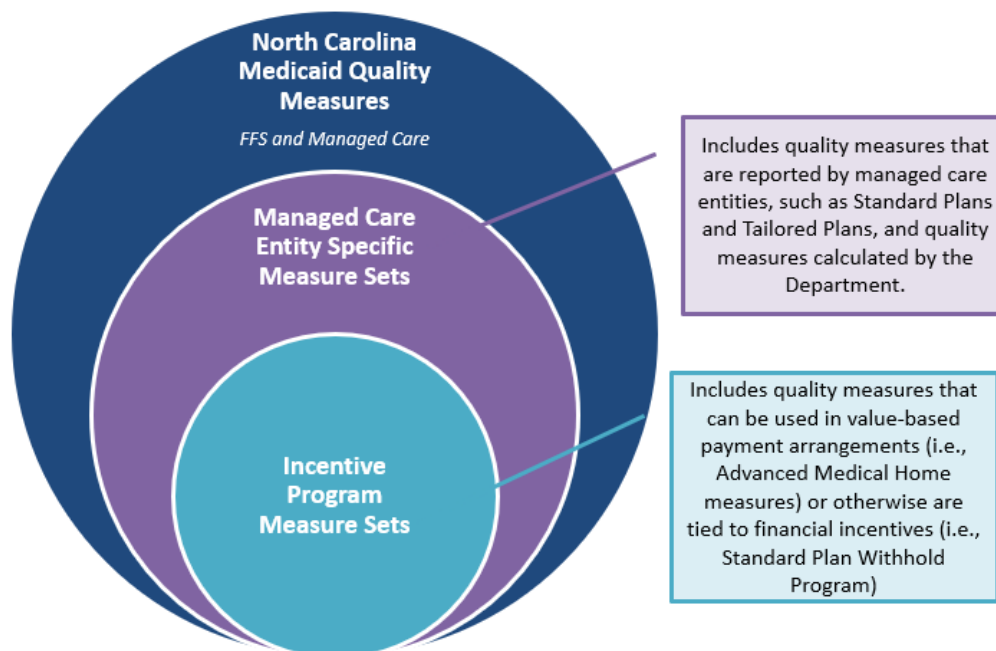 North Carolina
Medicaid Quality
Measures
FFS and Managed Care
Managed Care
Entity Specific
Measure Sets
Incentive
Program
Measure Sets
Includes quality measures that
are reported by managed care
entities, such as Standard Plans
and Tailored Plans, and quality
measures calculated by the
Department.
Includes quality measures that
can be used in value-based
payment arrangements (i.e.,
Advanced Medical Home
measures) or otherwise are
tied to financial incentives (i.e.,
Standard Plan Withhold
Program)